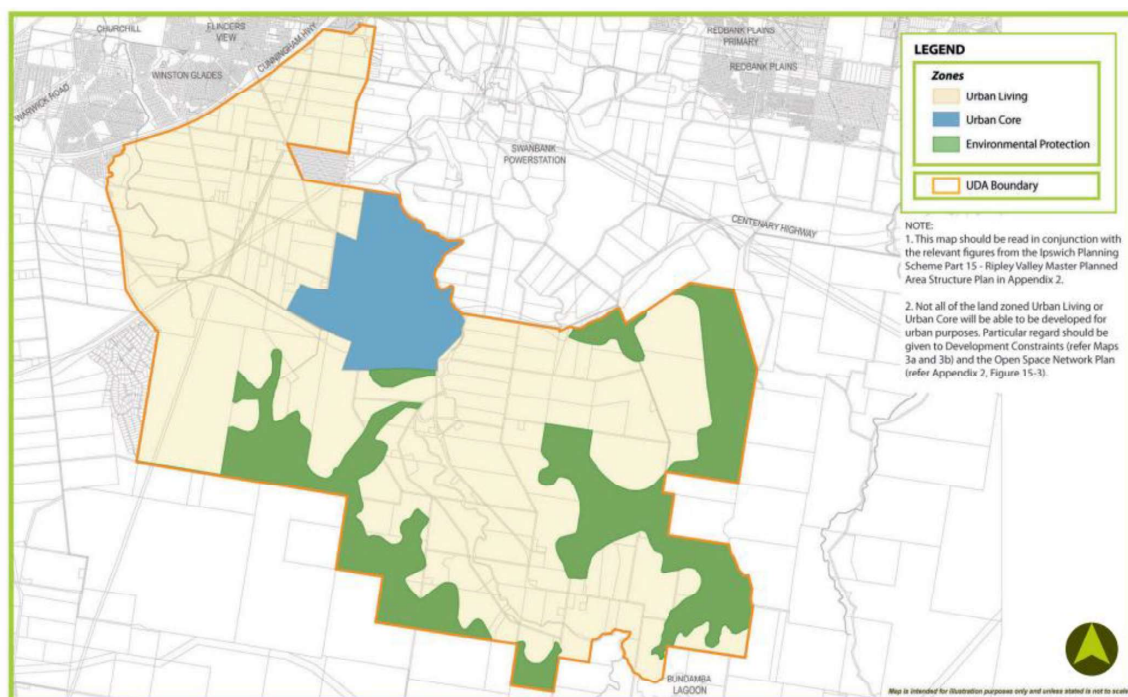 CHURCHILL
FLINDERS
VIEW
CUNNINGHAM HWY
WINSTON GLADES
WARWICK ROAD
REDBANK PLAINS
PRIMARY
REDBANK PLAINS
SWANBANK
POWERSTATION
CENTENARY HIGHWAY
BUNDAMBA
LAGOON
LEGEND
Zones
Urban Living
Urban Core
Environmental Protection
UDA Boundary
NOTE:
1. This map should be read in conjunction with
the relevant figures from the Ipswich Planning
Scheme Part 15 - Ripley Valley Master Planned
Area Structure Plan in Appendix 2.
2. Not all of the land zoned Urban Living or
Urban Core will be able to be developed for
urban purposes. Particular regard should be
given to Development Constraints (refer Maps
3a and 3b) and the Open Space Network Plan
(refer Appendix 2, Figure 15-3).
Map is intended for illustration purposes only and unless stated is not to scale